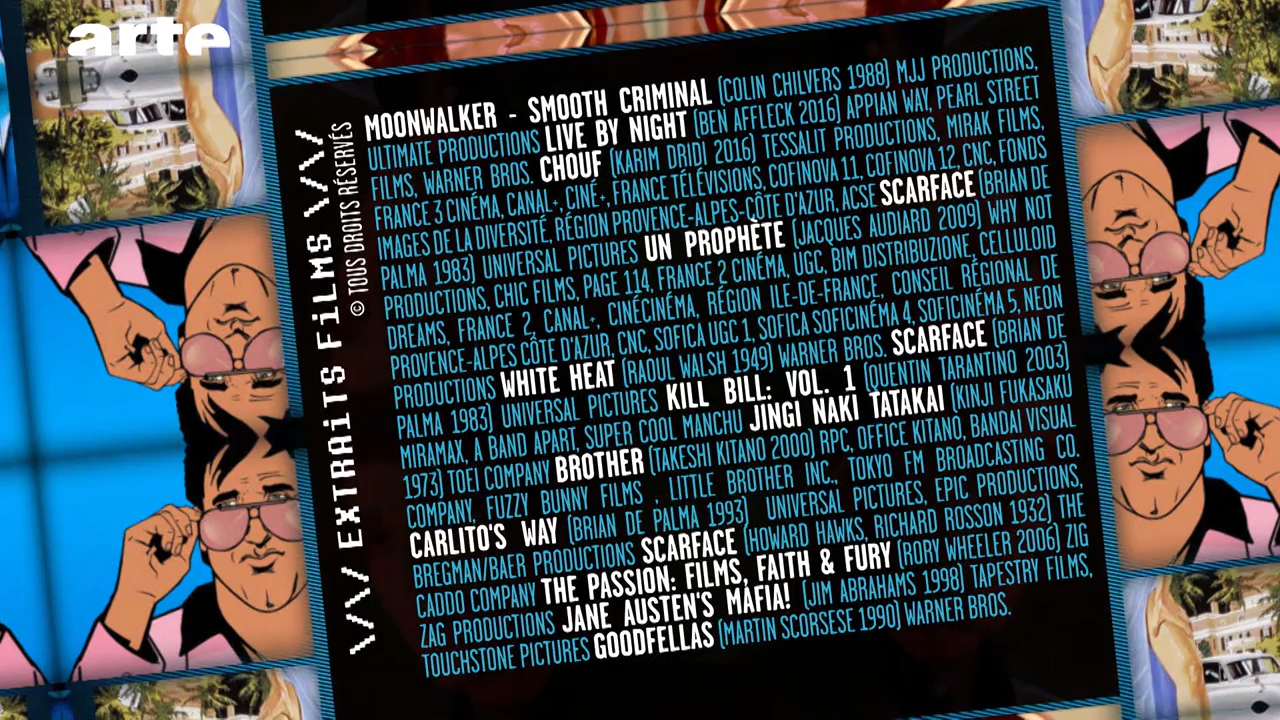 arte
\/\/ EXTRAiTS FiLMS \/\/
© TOUS DROITS RÉSERVÉS
MOONWALKER - SMOOTH CRIMINAL (COLIN CHILVERS 1988) MJJ PRODUCTIONS,
ULTIMATE PRODUCTIONS LIVE BY NIGHT (BEN AFFLECK 2016) APPIAN WAY, PEARL STREET
FILMS, WARNER BROS. CHOUF (KARIM DRIDI 2016) TESSALIT PRODUCTIONS, MIRAK FILMS,
FRANCE 3 CINÉMA, CANAL+, CINÉ+, FRANCE TÉLÉVISIONS, COFINOVA 11, COFINOVA 12, CNC, FONDS
IMAGES DE LA DIVERSITÉ, RÉGION PROVENCE-ALPES-CÔTE D'AZUR, ACSE SCARFACE (BRIAN DE
PALMA 1983) UNIVERSAL PICTURES UN PROPHÈTE (JACQUES AUDIARD 2009) WHY NOT
PRODUCTIONS, CHIC FILMS, PAGE 114, FRANCE 2 CINÉMA, UGC, BIM DISTRIBUZIONE, CELLULOID
DREAMS, FRANCE 2, CANAL+, CINÉCINÉMA, RÉGION ILE-DE-FRANCE, CONSEIL RÉGIONAL DE
PROVENCE-ALPES CÔTE D'AZUR, CNC, SOFICA UGC 1, SOFICA SOFICINÉMA 4, SOFICINÉMA 5, NEON
PRODUCTIONS WHITE HEAT (RAOUL WALSH 1949) WARNER BROS. SCARFACE (BRIAN DE
PALMA 1983) UNIVERSAL PICTURES KILL BILL: VOL. 1 (QUENTIN TARANTINO 2003)
MIRAMAX, A BAND APART, SUPER COOL MANCHU JINGI NAKI TATAKAI (KINJI FUKASAKU
1973) TOEI COMPANY BROTHER (TAKESHI KITANO 2000) RPC, OFFICE KITANO, BANDAI VISUAL
COMPANY, FUZZY BUNNY FILMS , LITTLE BROTHER INC., TOKYO FM BROADCASTING CO.
CARLITO'S WAY (BRIAN DE PALMA 1993) UNIVERSAL PICTURES, EPIC PRODUCTIONS,
BREGMAN/BAER PRODUCTIONS SCARFACE (HOWARD HAWKS, RICHARD ROSSON 1932) THE
CADDO COMPANY THE PASSION: FILMS, FAITH & FURY (RORY WHEELER 2006) ZIG
ZAG PRODUCTIONS JANE AUSTEN'S MAFIA! (JIM ABRAHAMS 1998) TAPESTRY FILMS,
TOUCHSTONE PICTURES GOODFELLAS (MARTIN SCORSESE 1990) WARNER BROS.